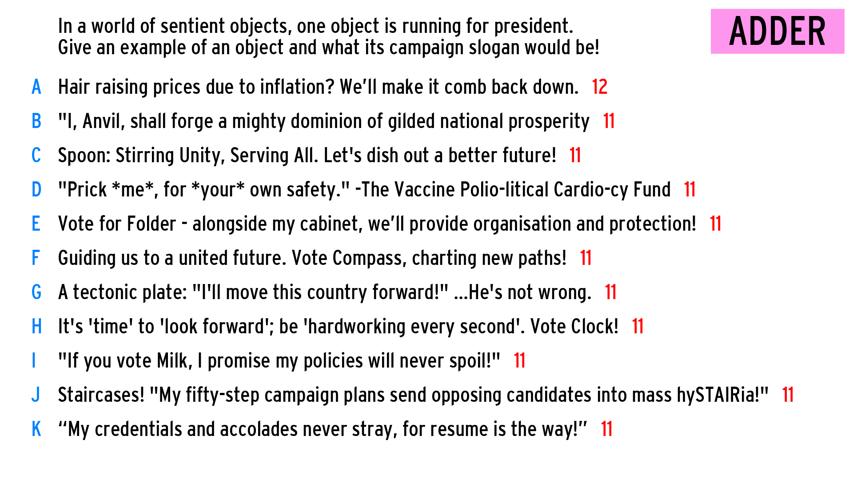 In a world of sentient objects, one object is running for president.
Give an example of an object and what its campaign slogan would be!
ADDER
A Hair raising prices due to inflation? We’ll make it comb back down. 12
B "I, Anvil, shall forge a mighty dominion of gilded national prosperity 11
C Spoon: Stirring Unity, Serving All. Let's dish out a better future! 11
D "Prick *me*, for *your* own safety." -The Vaccine Polio-litical Cardio-cy Fund 11
E Vote for Folder - alongside my cabinet, we’ll provide organisation and protection! 11
F Guiding us to a united future. Vote Compass, charting new paths! 11
G A tectonic plate: "I'll move this country forward!" ...He's not wrong. 11
H It's 'time' to 'look forward'; be 'hardworking every second'. Vote Clock! 11
I "If you vote Milk, I promise my policies will never spoil!" 11
J Staircases! "My fifty-step campaign plans send opposing candidates into mass hySTAIRia!" 11
K “My credentials and accolades never stray, for resume is the way!” 11